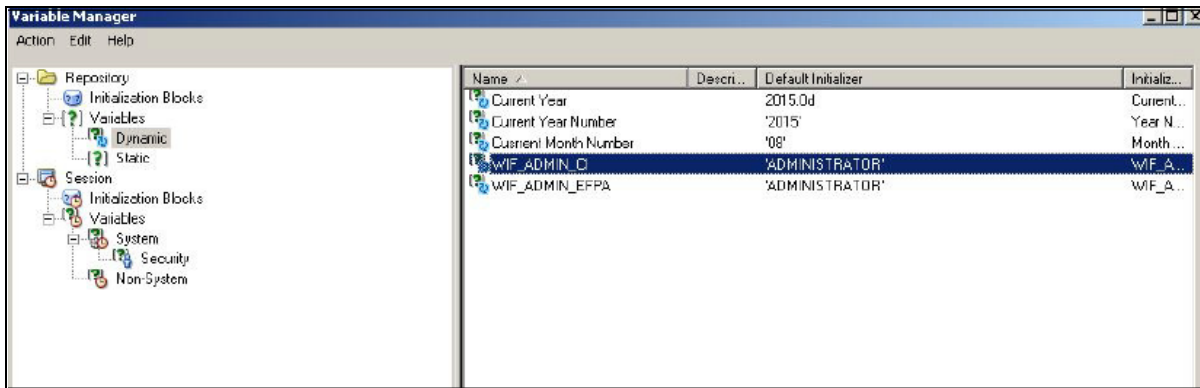 Variable Manager
Action Edit Help
Repository
Initialization Blocks
Variables
Dynamic
Static
Session
Initialization Blocks
Variables
System
Security
Non-System
Name Descri... Default Initializer Initializ...
Current Year 2015.0d Current...
Current Year Number '2015' Year N...
Current Month Number '08' Month ...
WIF_ADMIN_CI 'ADMINISTRATOR' WIF_A...
WIF_ADMIN_EFPA 'ADMINISTRATOR' WIF_A...